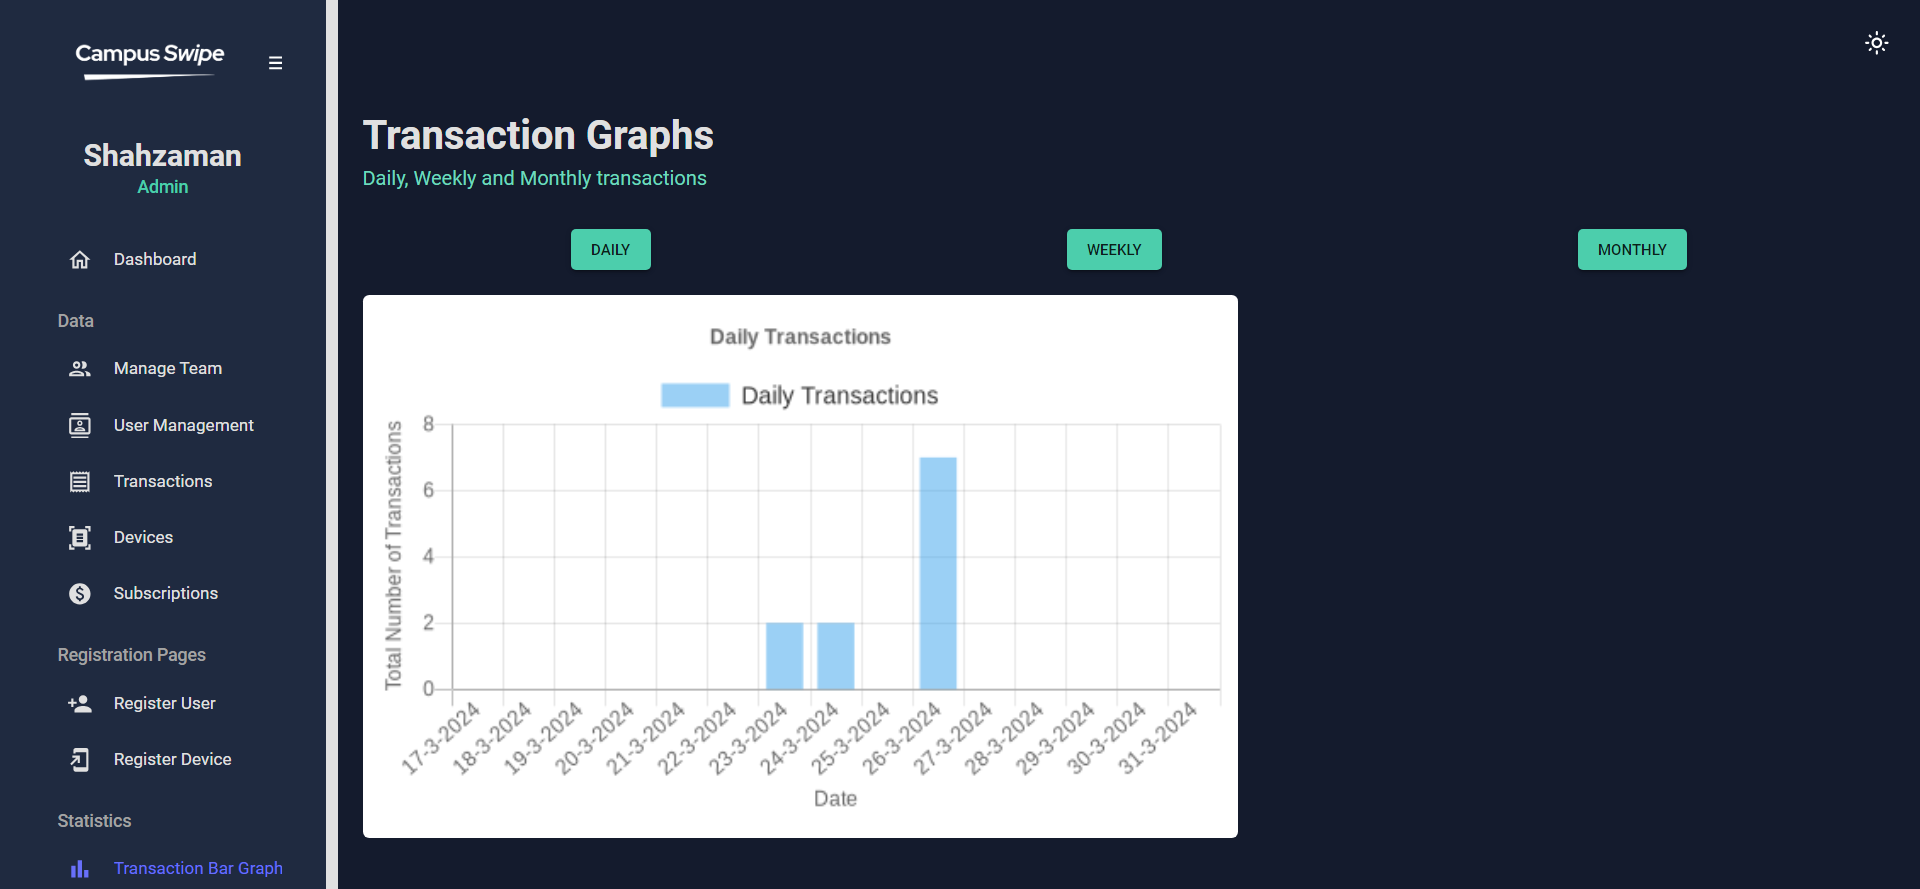 Campus Swipe
Shahzaman
Admin
Dashboard
Data
Manage Team
User Management
Transactions
Devices
Subscriptions
Registration Pages
Register User
Register Device
Statistics
Transaction Bar Graph
Transaction Graphs
Daily, Weekly and Monthly transactions
DAILY WEEKLY MONTHLY
Daily Transactions
Daily Transactions
Total Number of Transactions
8
6
4
2
0
17-3-2024 18-3-2024 19-3-2024 20-3-2024 21-3-2024 22-3-2024 23-3-2024 24-3-2024 25-3-2024 26-3-2024 27-3-2024 28-3-2024 29-3-2024 30-3-2024 31-3-2024
Date